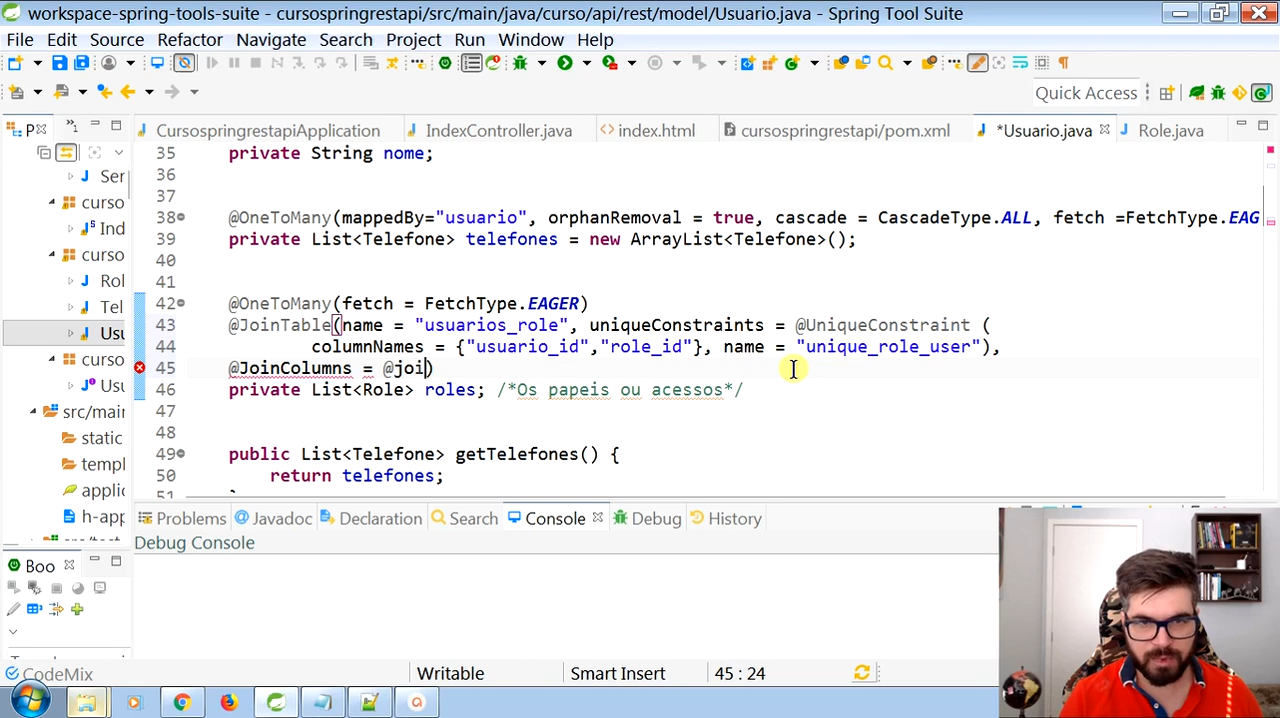 workspace-spring-tools-suite - cursospringrestapi/src/main/java/curso/api/rest/model/Usuario.java - Spring Tool Suite
File Edit Source Refactor Navigate Search Project Run Window Help
Quick Access
P CursospringrestapiApplication IndexController.java index.html cursospringrestapi/pom.xml *Usuario.java Role.java
Ser
curso
Ind
curso
Rol
Tel
Usu
curso
Usu
src/main
static
templ
applic
h-app
35 private String nome;
36
37
38 @OneToMany(mappedBy="usuario", orphanRemoval = true, cascade = CascadeType.ALL, fetch =FetchType.EAG
39 private List<Telefone> telefones = new ArrayList<Telefone>();
40
41
42 @OneToMany(fetch = FetchType.EAGER)
43 @JoinTable(name = "usuarios_role", uniqueConstraints = @UniqueConstraint (
44 columnNames = {"usuario_id","role_id"}, name = "unique_role_user"),
45 @JoinColumns = @joi)
46 private List<Role> roles; /*Os papeis ou acessos*/
47
48
49 public List<Telefone> getTelefones() {
50 return telefones;
51 }
Problems Javadoc Declaration Search Console Debug History
Debug Console
Boo
CodeMix Writable Smart Insert 45 : 24